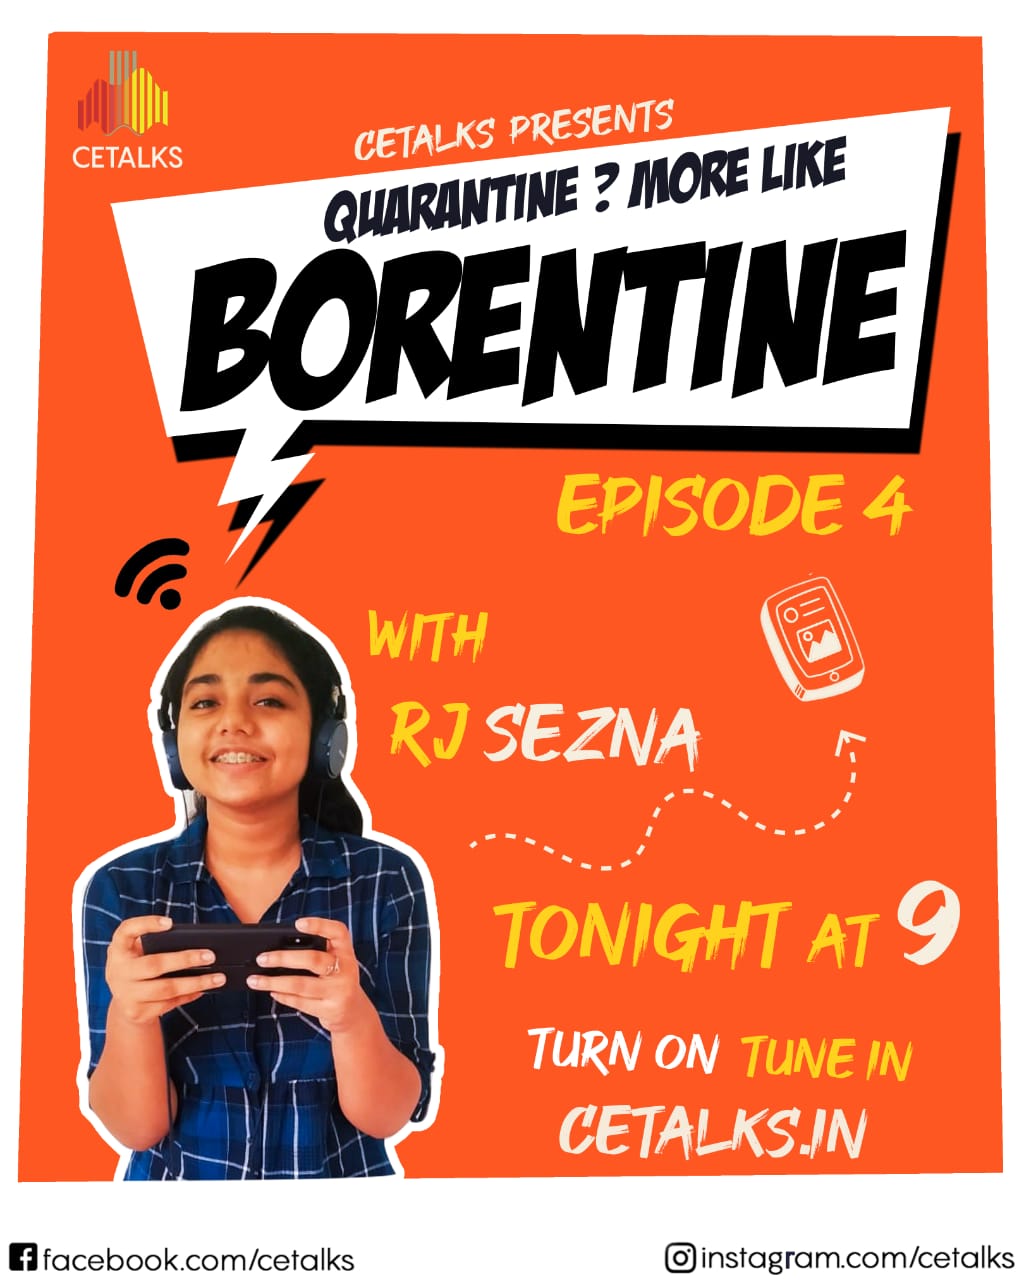 CETALKS
CETALKS PRESENTS
QUARANTINE ? MORE LIKE
BORENTINE
EPISODE 4
WITH
RJ SEZNA
TONIGHT AT 9
TURN ON TUNE IN
CETALKS.IN
facebook.com/cetalks
instagram.com/cetalks